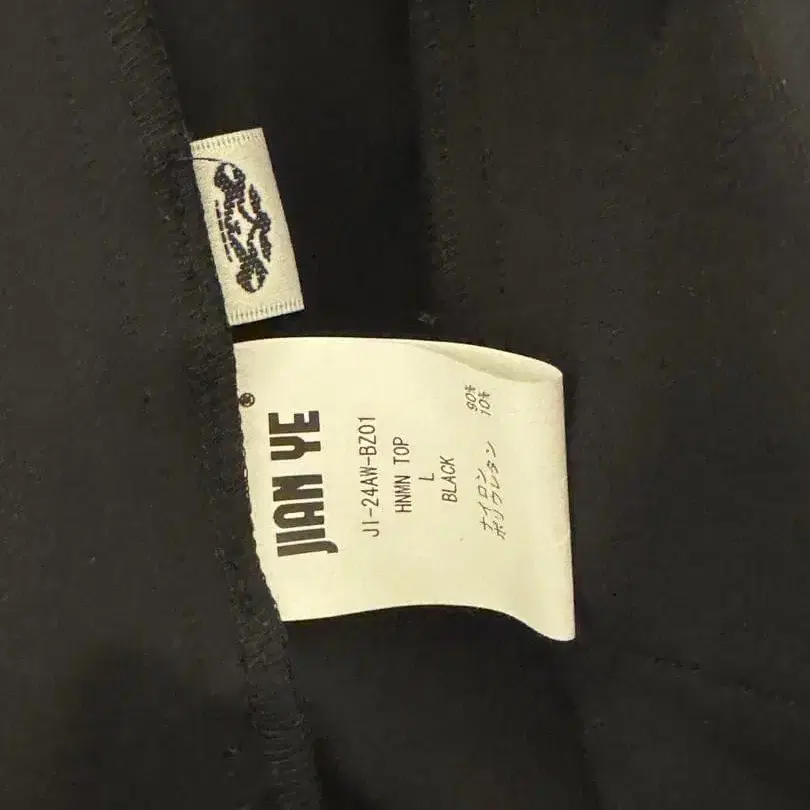 JIAN YE®
JI-24AW-BZ01
HNMN TOP
L
BLACK
ナイロン 90%
ポリウレタン 10%